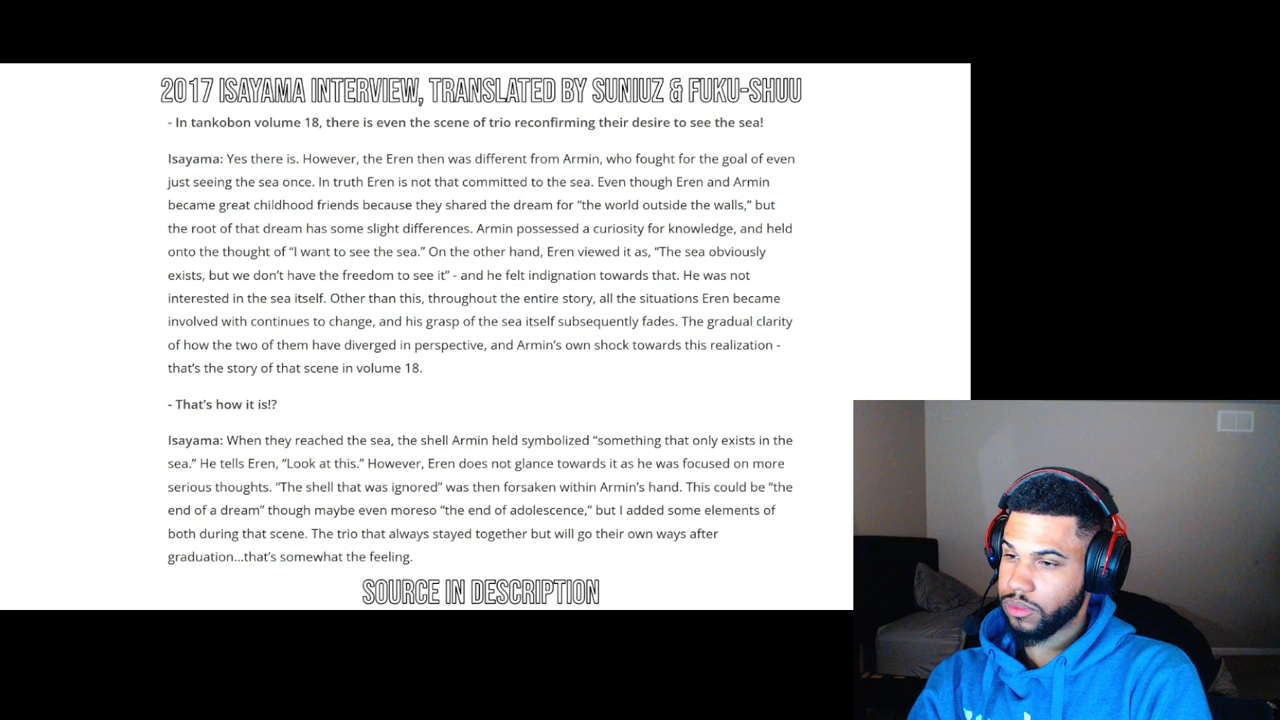 2017 ISAYAMA INTERVIEW, TRANSLATED BY SUNIUZ & FUKU-SHUU
- In tankobon volume 18, there is even the scene of trio reconfirming their desire to see the sea!
Isayama: Yes there is. However, the Eren then was different from Armin, who fought for the goal of even
just seeing the sea once. In truth Eren is not that committed to the sea. Even though Eren and Armin
became great childhood friends because they shared the dream for “the world outside the walls,” but
the root of that dream has some slight differences. Armin possessed a curiosity for knowledge, and held
onto the thought of “I want to see the sea.” On the other hand, Eren viewed it as, “The sea obviously
exists, but we don’t have the freedom to see it” - and he felt indignation towards that. He was not
interested in the sea itself. Other than this, throughout the entire story, all the situations Eren became
involved with continues to change, and his grasp of the sea itself subsequently fades. The gradual clarity
of how the two of them have diverged in perspective, and Armin’s own shock towards this realization -
that’s the story of that scene in volume 18.
- That’s how it is!?
Isayama: When they reached the sea, the shell Armin held symbolized “something that only exists in the
sea.” He tells Eren, “Look at this.” However, Eren does not glance towards it as he was focused on more
serious thoughts. “The shell that was ignored” was then forsaken within Armin’s hand. This could be “the
end of a dream” though maybe even moreso “the end of adolescence,” but I added some elements of
both during that scene. The trio that always stayed together but will go their own ways after
graduation...that’s somewhat the feeling.
SOURCE IN DESCRIPTION